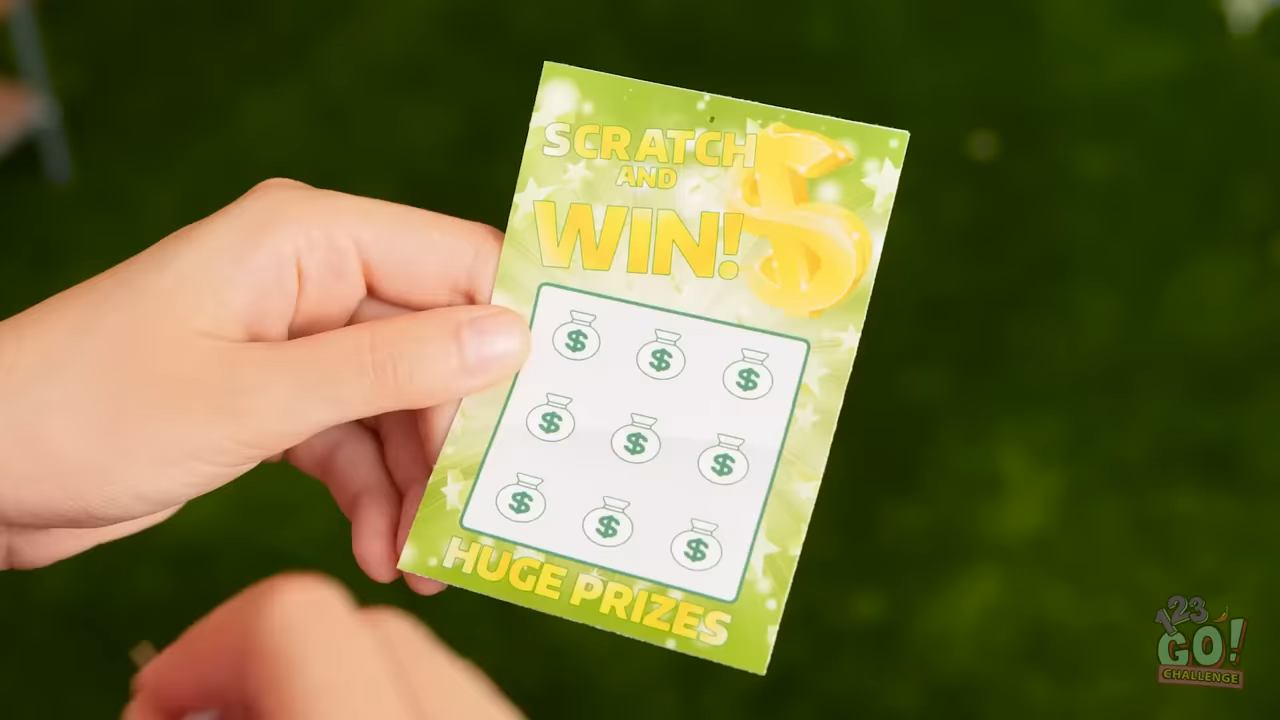 SCRATCH
AND
WIN!
$
$ $ $
$ $ $
$ $ $
HUGE PRIZES
123
GO!
CHALLENGE